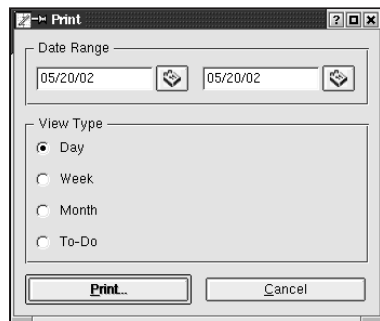 Print
Date Range
05/20/02 05/20/02
View Type
Day
Week
Month
To-Do
Print... Cancel